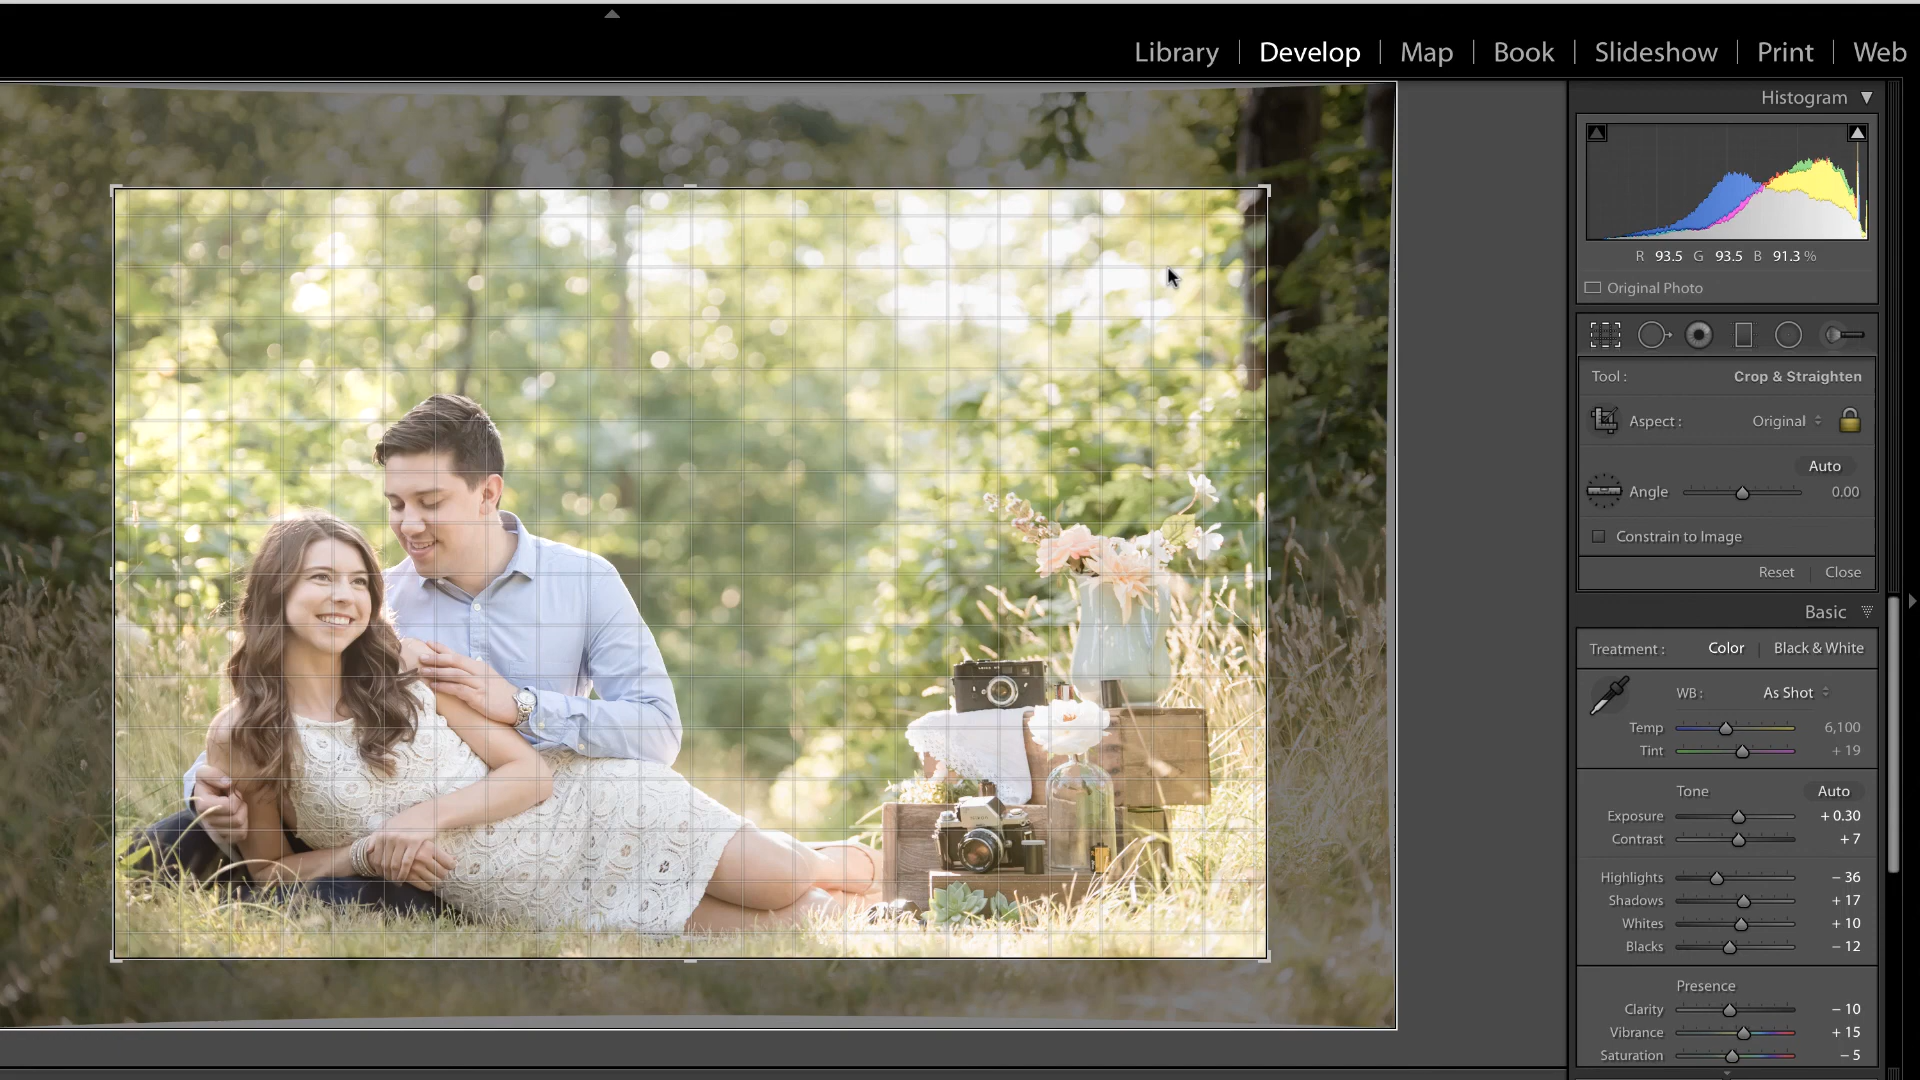 Library | Develop | Map | Book | Slideshow | Print | Web
Histogram
R 93.5 G 93.5 B 91.3 %
Original Photo
Tool : Crop & Straighten
Aspect : Original
Auto
Angle 0.00
Constrain to Image
Reset | Close
Basic
Treatment : Color | Black & White
WB : As Shot
Temp 6,100
Tint + 19
Tone Auto
Exposure + 0.30
Contrast + 7
Highlights − 36
Shadows + 17
Whites + 10
Blacks − 12
Presence
Clarity − 10
Vibrance + 15
Saturation − 5